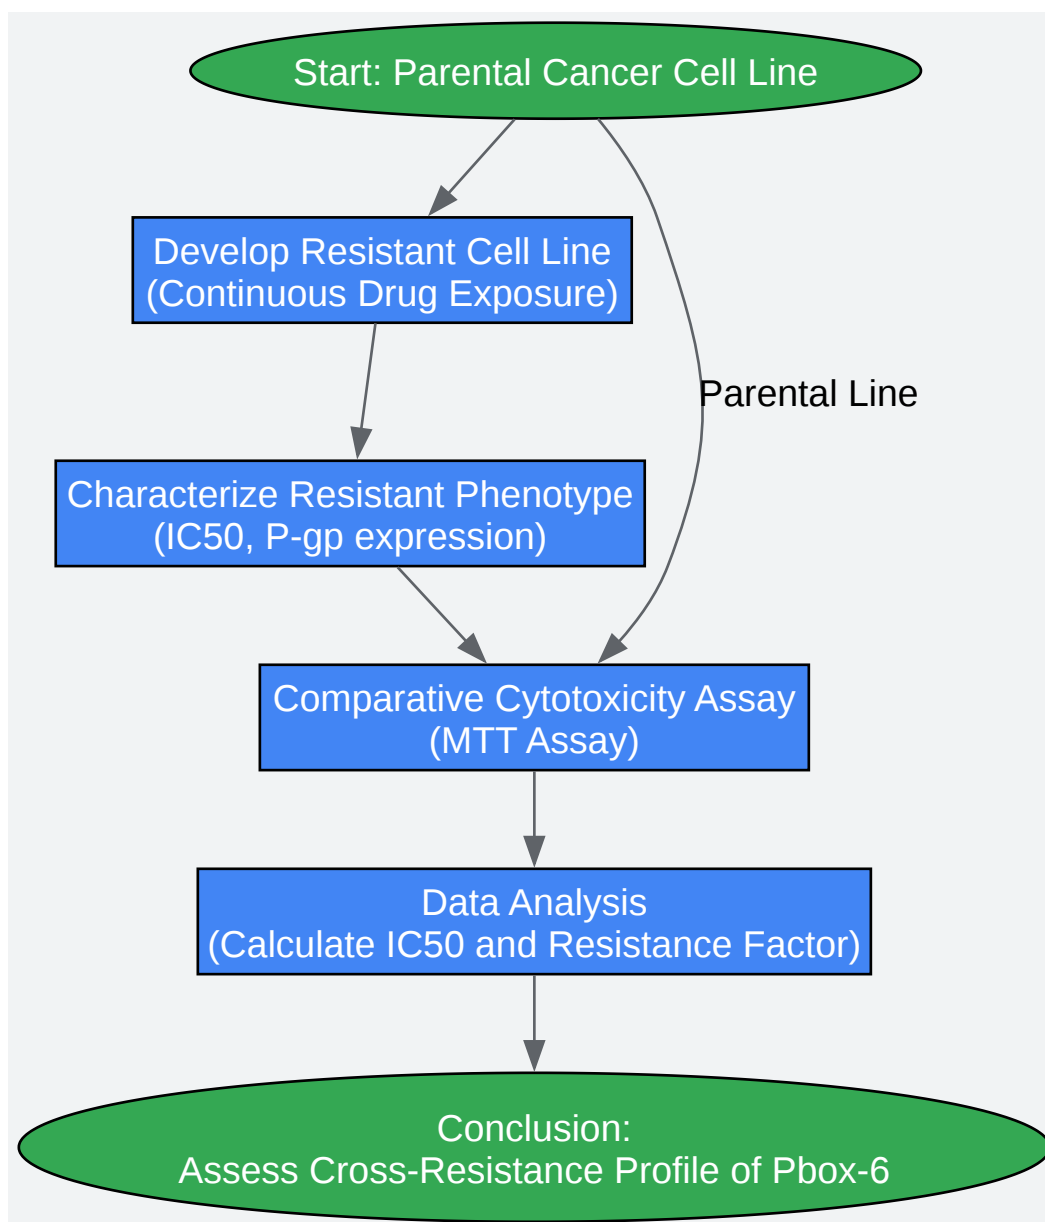 Start: Parental Cancer Cell Line
Develop Resistant Cell Line
(Continuous Drug Exposure)
Parental Line
Characterize Resistant Phenotype
(IC50, P-gp expression)
Comparative Cytotoxicity Assay
(MTT Assay)
Data Analysis
(Calculate IC50 and Resistance Factor)
Conclusion:
Assess Cross-Resistance Profile of Pbox-6